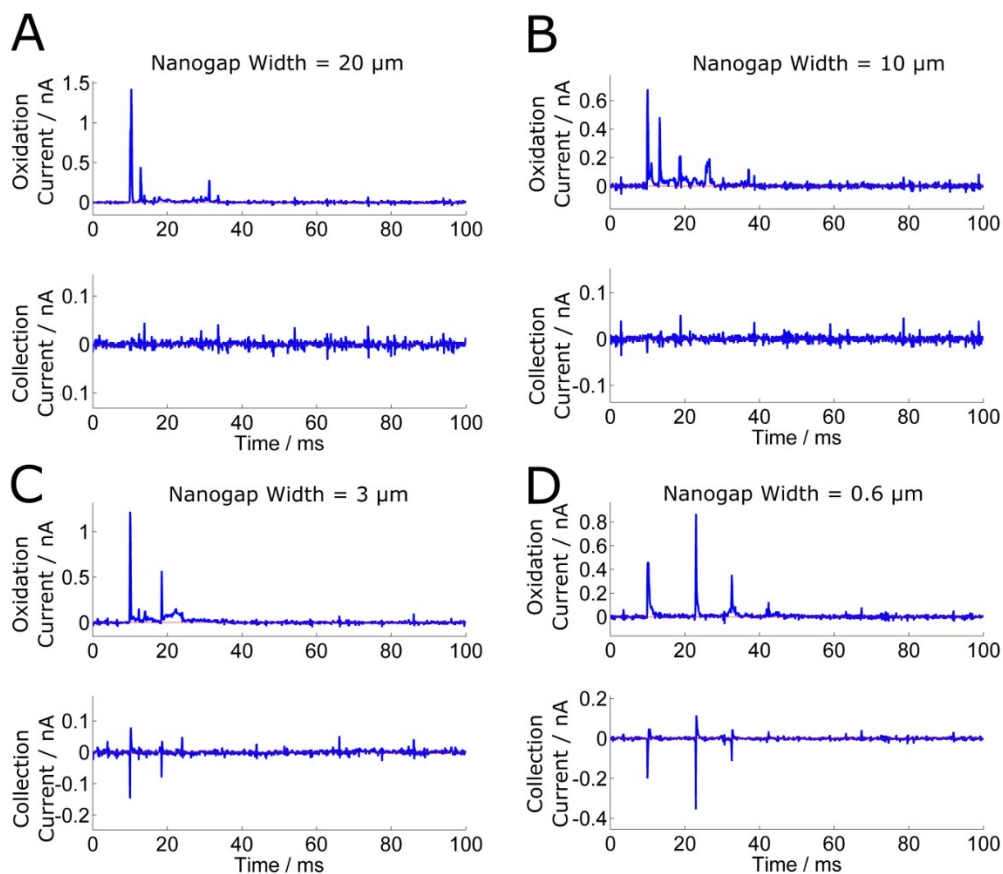 A
Nanogap Width = 20 µm
Oxidation
Current / nA
1.5
1
0.5
0
0 20 40 60 80 100
Collection
Current / nA
0.1
0
0.1
0 20 40 60 80 100
Time / ms
B
Nanogap Width = 10 µm
Oxidation
Current / nA
0.6
0.4
0.2
0
0 20 40 60 80 100
Collection
Current / nA
0.1
0
-0.1
0 20 40 60 80 100
Time / ms
C
Nanogap Width = 3 µm
Oxidation
Current / nA
1
0.5
0
0 20 40 60 80 100
Collection
Current / nA
0.1
0
-0.1
-0.2
0 20 40 60 80 100
Time / ms
D
Nanogap Width = 0.6 µm
Oxidation
Current / nA
0.8
0.6
0.4
0.2
0
0 20 40 60 80 100
Collection
Current / nA
0.2
0
-0.2
-0.4
0 20 40 60 80 100
Time / ms